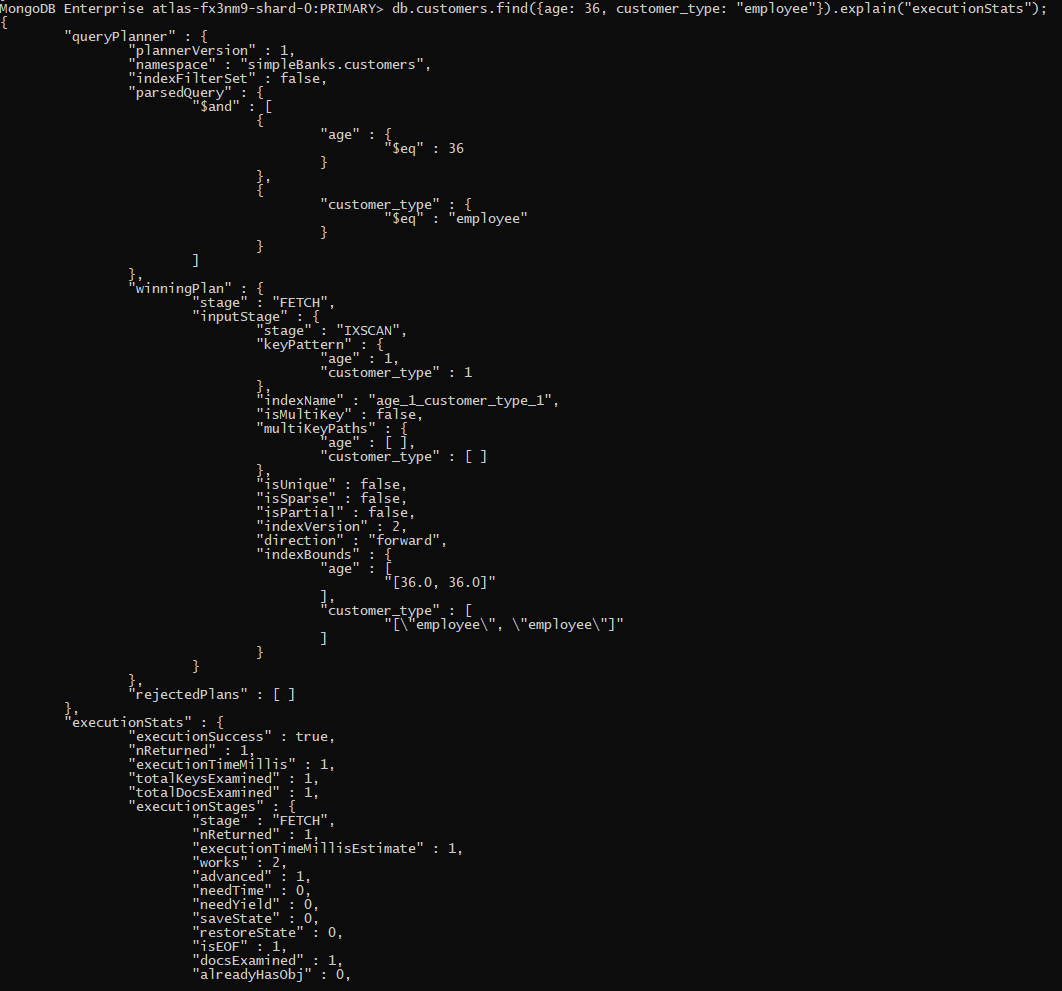 MongoDB Enterprise atlas-fx3nm9-shard-0:PRIMARY> db.customers.find({age: 36, customer_type: "employee"}).explain("executionStats");
{
        "queryPlanner" : {
                "plannerVersion" : 1,
                "namespace" : "simpleBanks.customers",
                "indexFilterSet" : false,
                "parsedQuery" : {
                        "$and" : [
                                {
                                        "age" : {
                                                "$eq" : 36
                                        }
                                },
                                {
                                        "customer_type" : {
                                                "$eq" : "employee"
                                        }
                                }
                        ]
                },
                "winningPlan" : {
                        "stage" : "FETCH",
                        "inputStage" : {
                                "stage" : "IXSCAN",
                                "keyPattern" : {
                                        "age" : 1,
                                        "customer_type" : 1
                                },
                                "indexName" : "age_1_customer_type_1",
                                "isMultiKey" : false,
                                "multiKeyPaths" : {
                                        "age" : [ ],
                                        "customer_type" : [ ]
                                },
                                "isUnique" : false,
                                "isSparse" : false,
                                "isPartial" : false,
                                "indexVersion" : 2,
                                "direction" : "forward",
                                "indexBounds" : {
                                        "age" : [
                                                "[36.0, 36.0]"
                                        ],
                                        "customer_type" : [
                                                "[\"employee\", \"employee\"]"
                                        ]
                                }
                        }
                },
                "rejectedPlans" : [ ]
        },
        "executionStats" : {
                "executionSuccess" : true,
                "nReturned" : 1,
                "executionTimeMillis" : 1,
                "totalKeysExamined" : 1,
                "totalDocsExamined" : 1,
                "executionStages" : {
                        "stage" : "FETCH",
                        "nReturned" : 1,
                        "executionTimeMillisEstimate" : 1,
                        "works" : 2,
                        "advanced" : 1,
                        "needTime" : 0,
                        "needYield" : 0,
                        "saveState" : 0,
                        "restoreState" : 0,
                        "isEOF" : 1,
                        "docsExamined" : 1,
                        "alreadyHasObj" : 0,